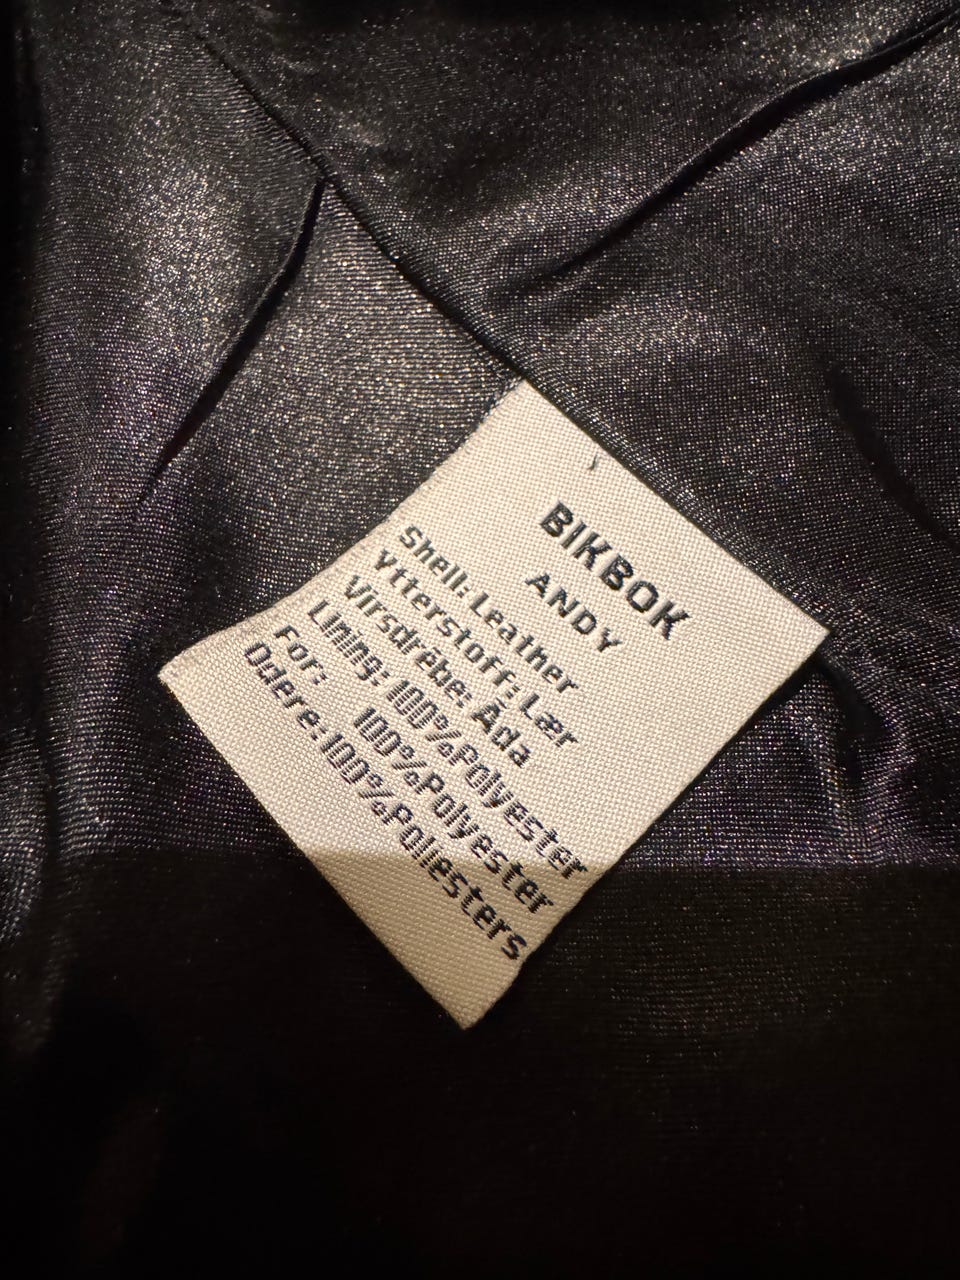 BIKBOK
ANDY
Shell: Leather
Ytterstoff: Lær
Virsdrēbe: Āda
Lining: 100%Polyester
For: 100%Polyester
Odere: 100%Poliesters